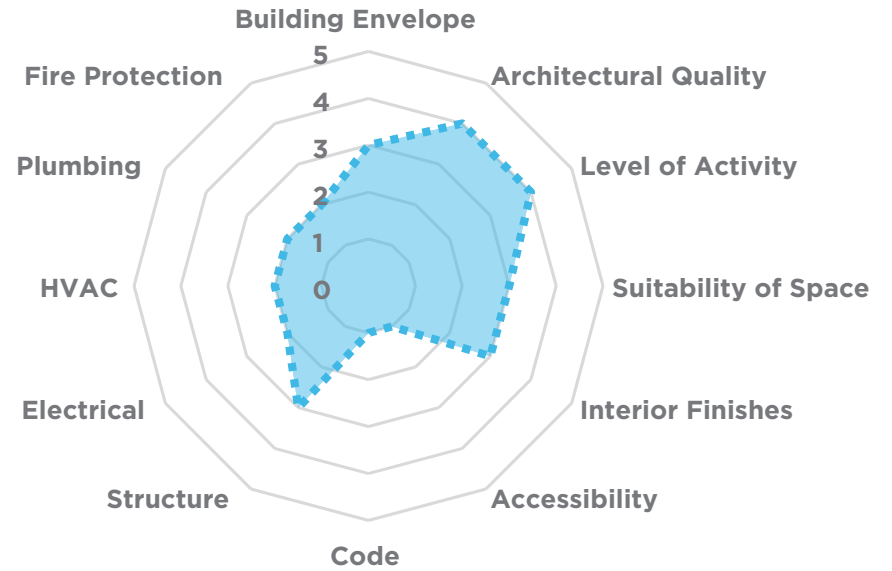 Building Envelope
5
Fire Protection
Architectural Quality
4
3
Plumbing
Level of Activity
2
1
HVAC
0
Suitability of Space
Electrical
Interior Finishes
Structure
Accessibility
Code